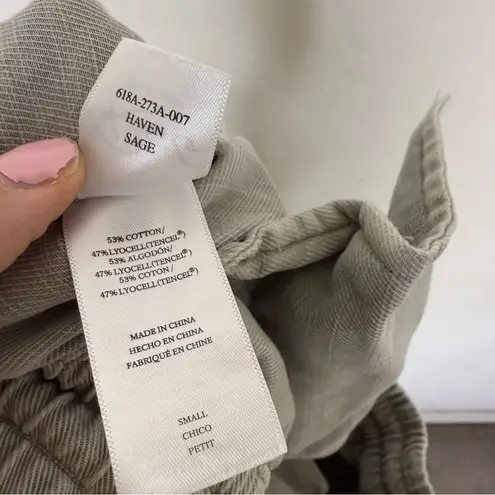 618A-273A-007
HAVEN
SAGE
53% COTTON/
47% LYOCELL(TENCEL®)
53% ALGODÓN/
47% LYOCELL(TENCEL®)
53% COTON/
47% LYOCELL(TENCEL®)
MADE IN CHINA
HECHO EN CHINA
FABRIQUÉ EN CHINE
SMALL
CHICO
PETIT